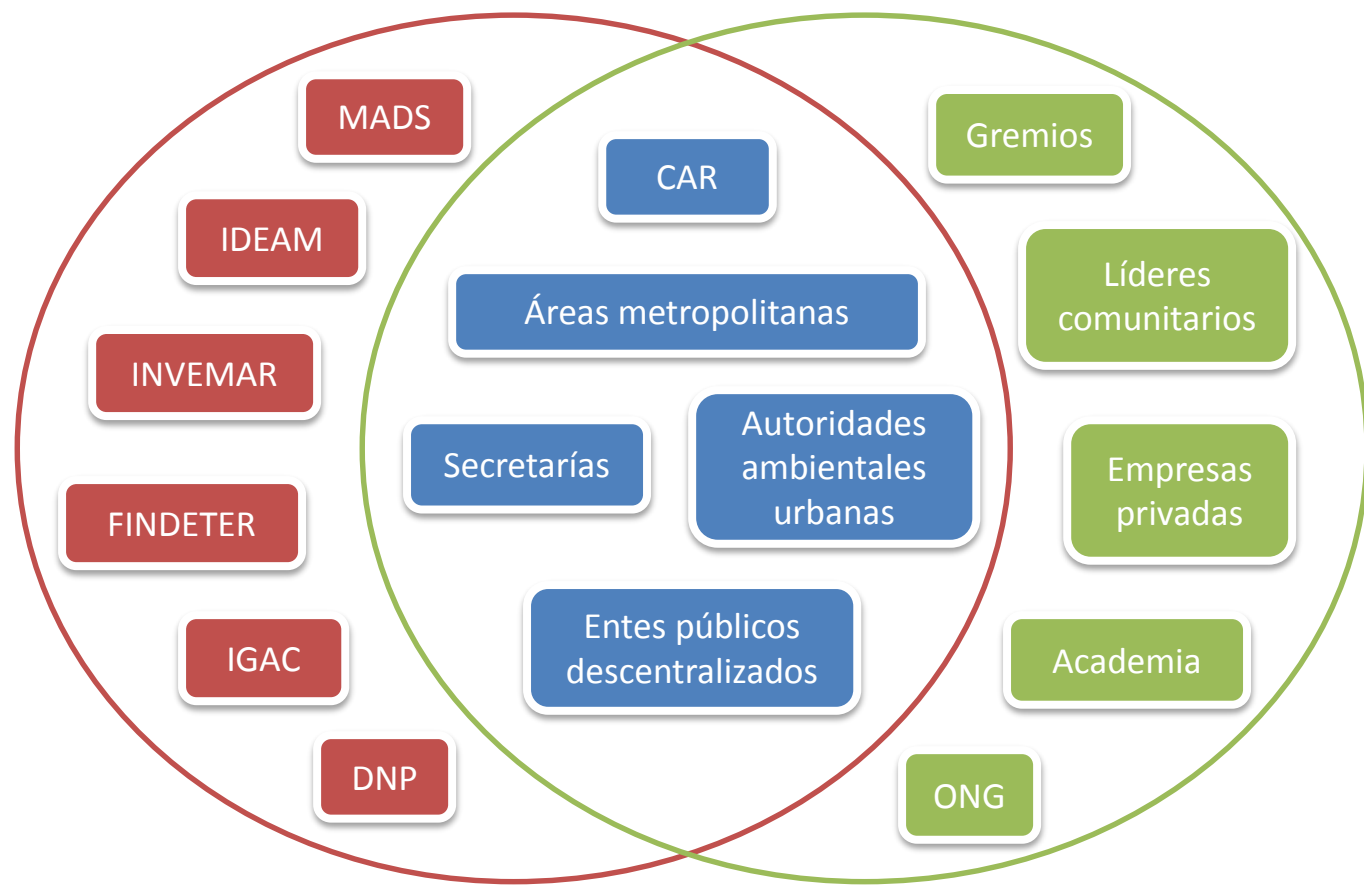 MADS
IDEAM
INVEMAR
FINDETER
IGAC
DNP
CAR
Áreas metropolitanas
Secretarías
Autoridades
ambientales
urbanas
Entes públicos
descentralizados
Gremios
Líderes
comunitarios
Empresas
privadas
Academia
ONG